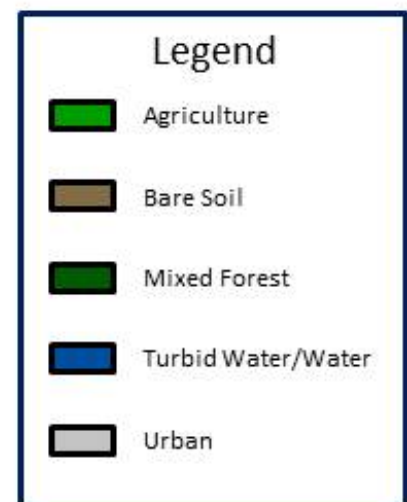 Legend
Agriculture
Bare Soil
Mixed Forest
Turbid Water/Water
Urban